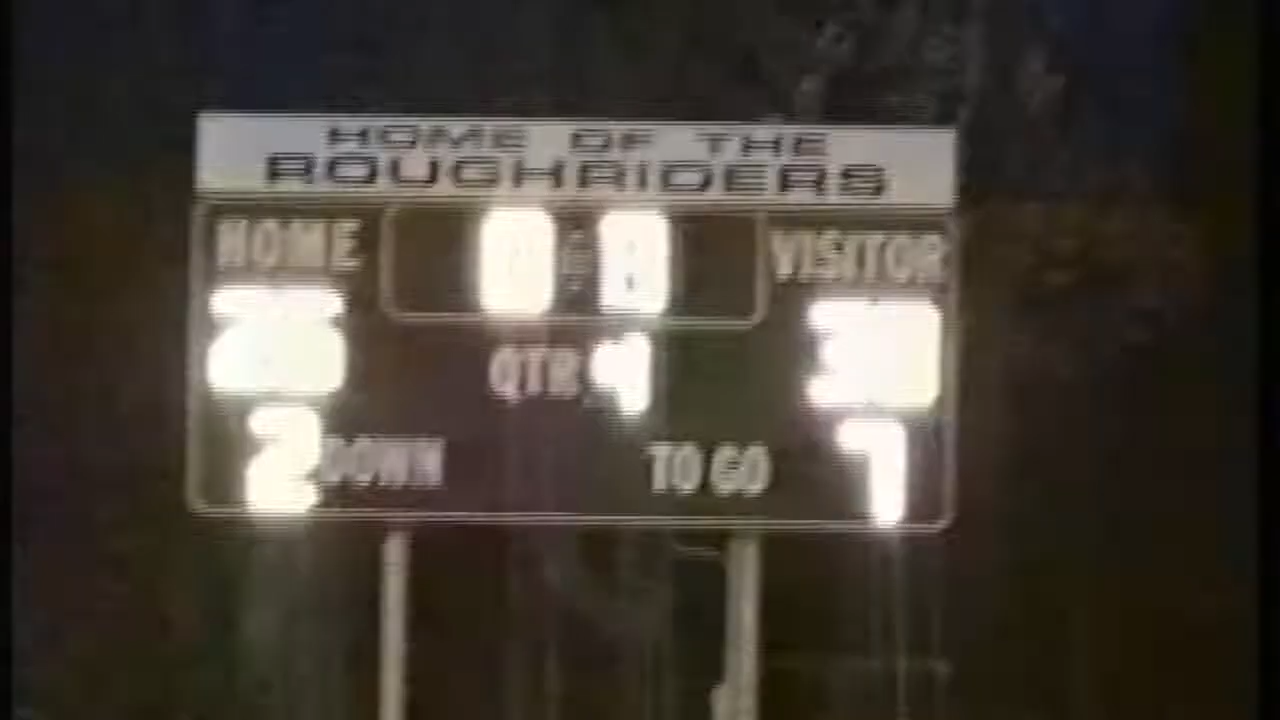 HOME OF THE
ROUGHRIDERS
HOME
VISITOR
QTR 4
2 DOWN TO GO 7